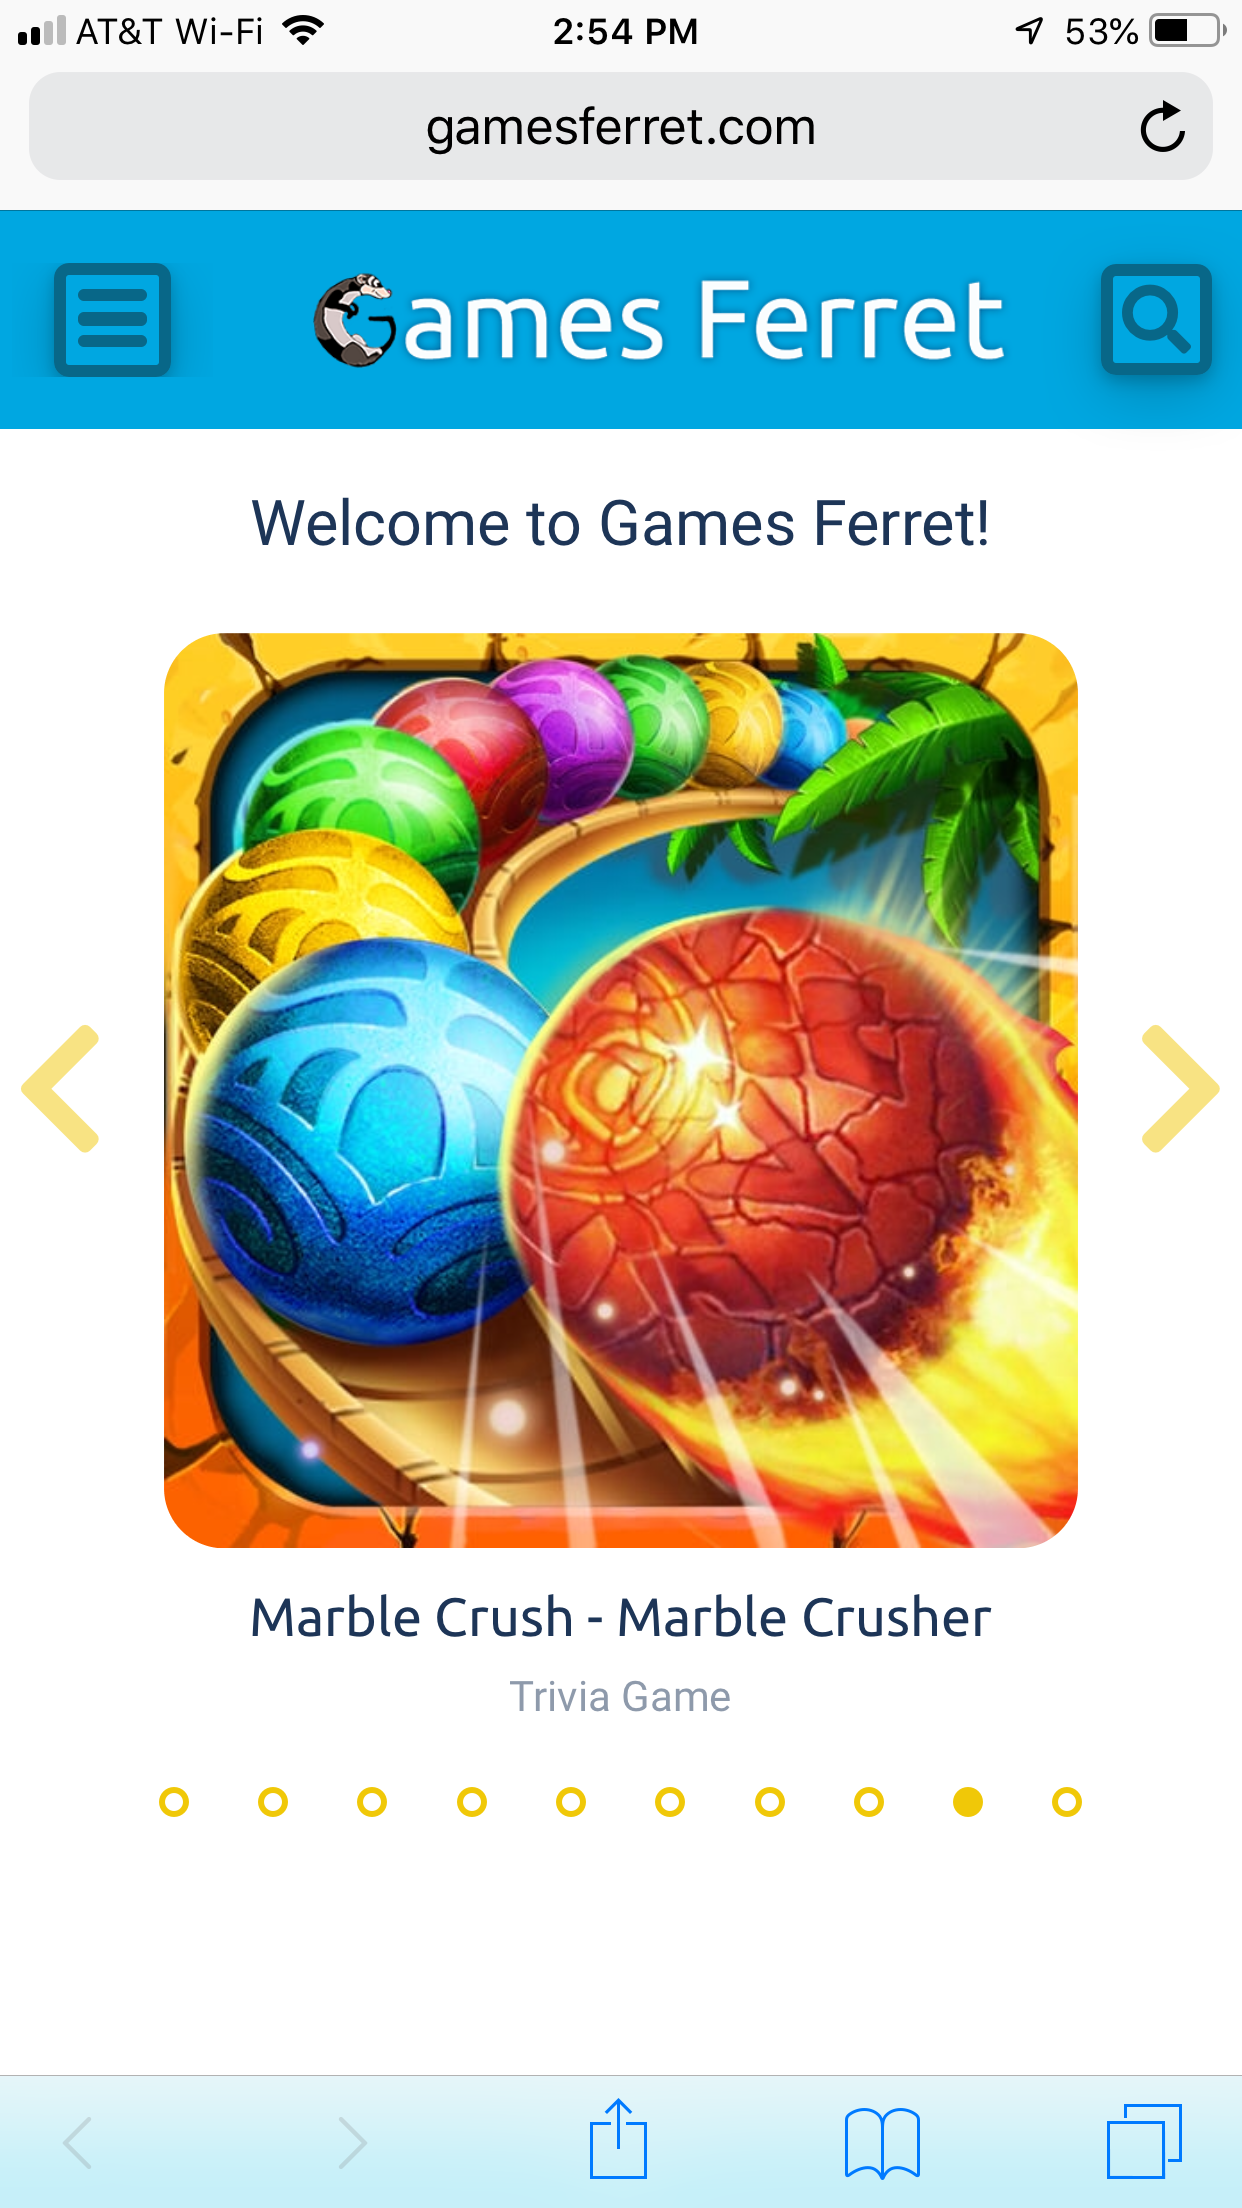 AT&T Wi-Fi 2:54 PM 53%
gamesferret.com
Games Ferret
Welcome to Games Ferret!
Marble Crush - Marble Crusher
Trivia Game